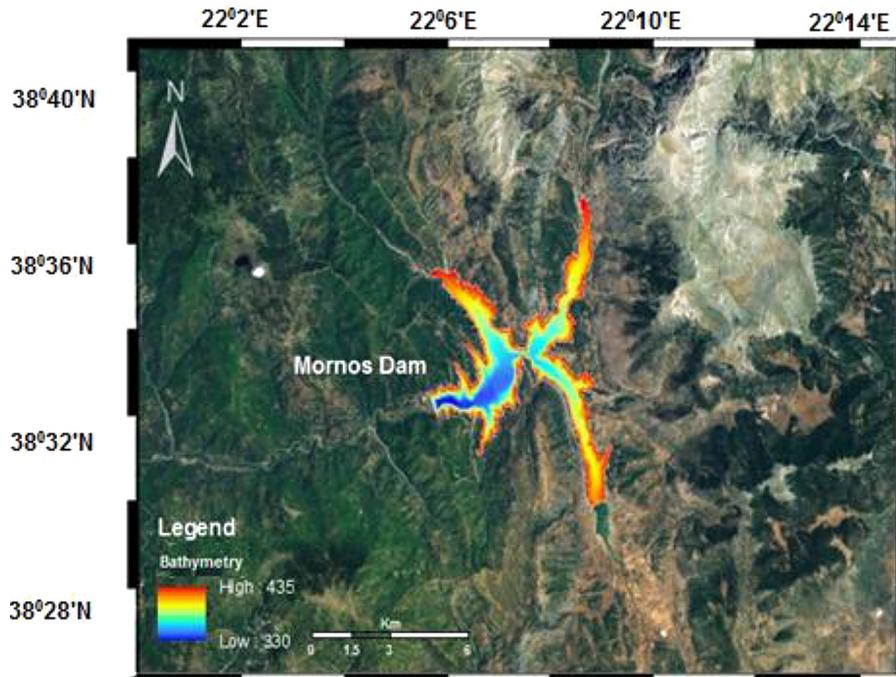 22⁰2'E 22⁰6'E 22⁰10'E 22⁰14'E
38⁰40'N
N
38⁰36'N
Mornos Dam
38⁰32'N
Legend
Bathymetry
High : 435
Low : 330
38⁰28'N
Km
0 1.5 3 6